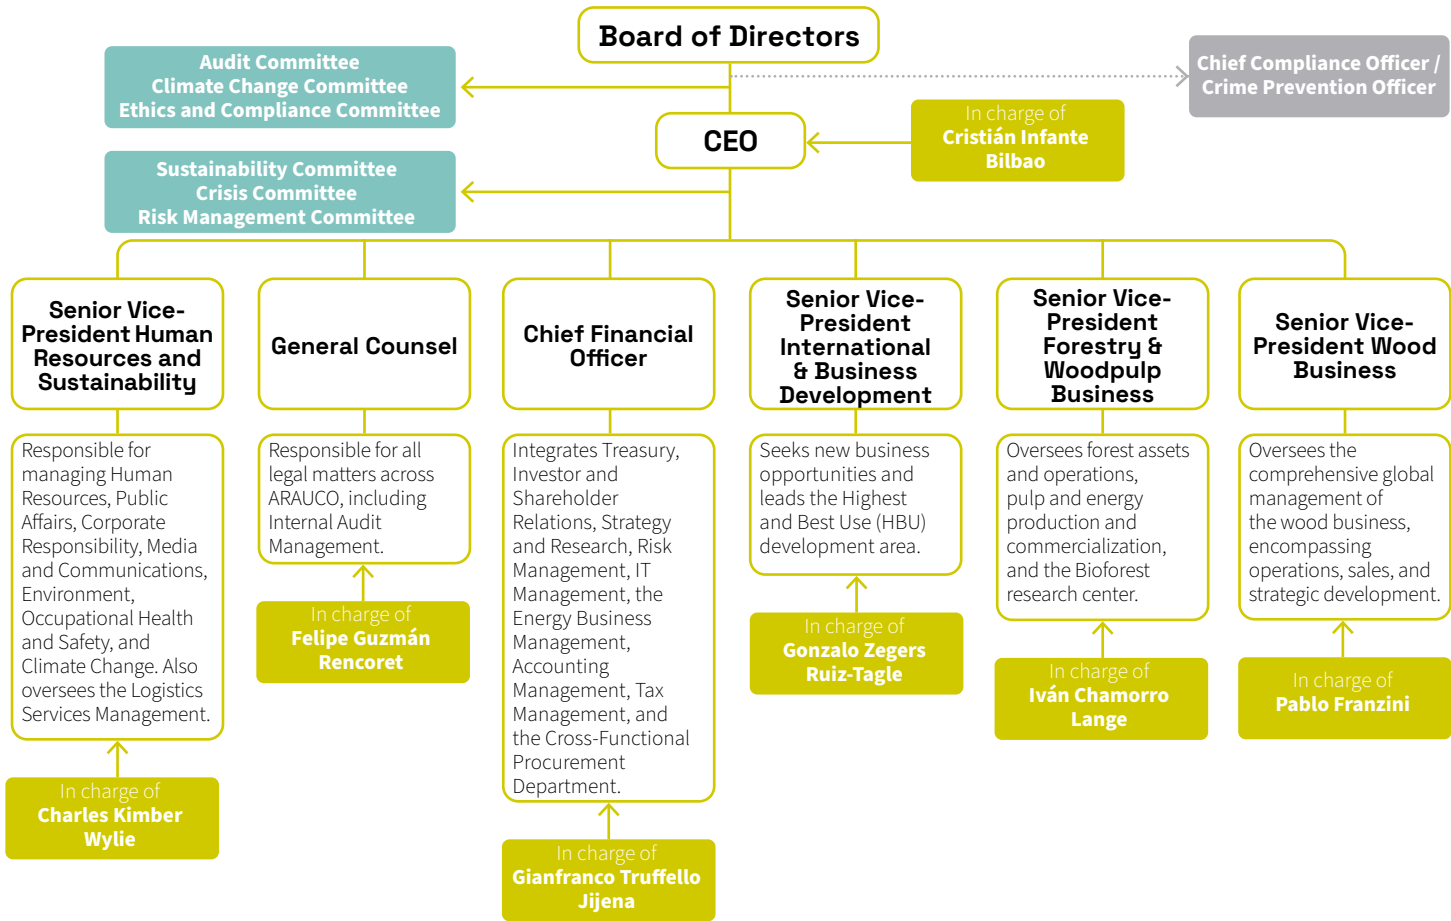 Board of Directors
Audit Committee
Climate Change Committee
Ethics and Compliance Committee
Chief Compliance Officer /
Crime Prevention Officer
CEO
In charge of
Cristián Infante
Bilbao
Sustainability Committee
Crisis Committee
Risk Management Committee
Senior Vice-
President Human
Resources and
Sustainability
Responsible for
managing Human
Resources, Public
Affairs, Corporate
Responsibility, Media
and Communications,
Environment,
Occupational Health
and Safety, and
Climate Change. Also
oversees the Logistics
Services Management.
In charge of
Charles Kimber
Wylie
General Counsel
Responsible for all
legal matters across
ARAUCO, including
Internal Audit
Management.
In charge of
Felipe Guzmán
Rencoret
Chief Financial
Officer
Integrates Treasury,
Investor and
Shareholder
Relations, Strategy
and Research, Risk
Management, IT
Management, the
Energy Business
Management,
Accounting
Management, Tax
Management, and
the Cross-Functional
Procurement
Department.
In charge of
Gianfranco Truffello
Jijena
Senior Vice-
President
International
& Business
Development
Seeks new business
opportunities and
leads the Highest
and Best Use (HBU)
development area.
In charge of
Gonzalo Zegers
Ruiz-Tagle
Senior Vice-
President
Forestry &
Woodpulp
Business
Oversees forest assets
and operations,
pulp and energy
production and
commercialization,
and the Bioforest
research center.
In charge of
Iván Chamorro
Lange
Senior Vice-
President Wood
Business
Oversees the
comprehensive global
management of
the wood business,
encompassing
operations, sales, and
strategic development.
In charge of
Pablo Franzini